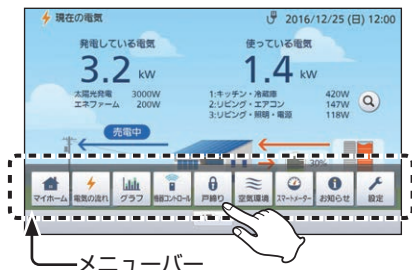 現在の電気
2016/12/25 (日) 12:00
発電している電気
使っている電気
3.2 kW
1.4 kW
太陽光発電 3000W
エネファーム 200W
1:キッチン・冷蔵庫 420W
2:リビング・エアコン 147W
3:リビング・照明・電源 118W
売電中
30%
マイホーム 電気の流れ グラフ 機器コントロール 戸締り 空気環境 スマートメーター お知らせ 設定
メニューバー